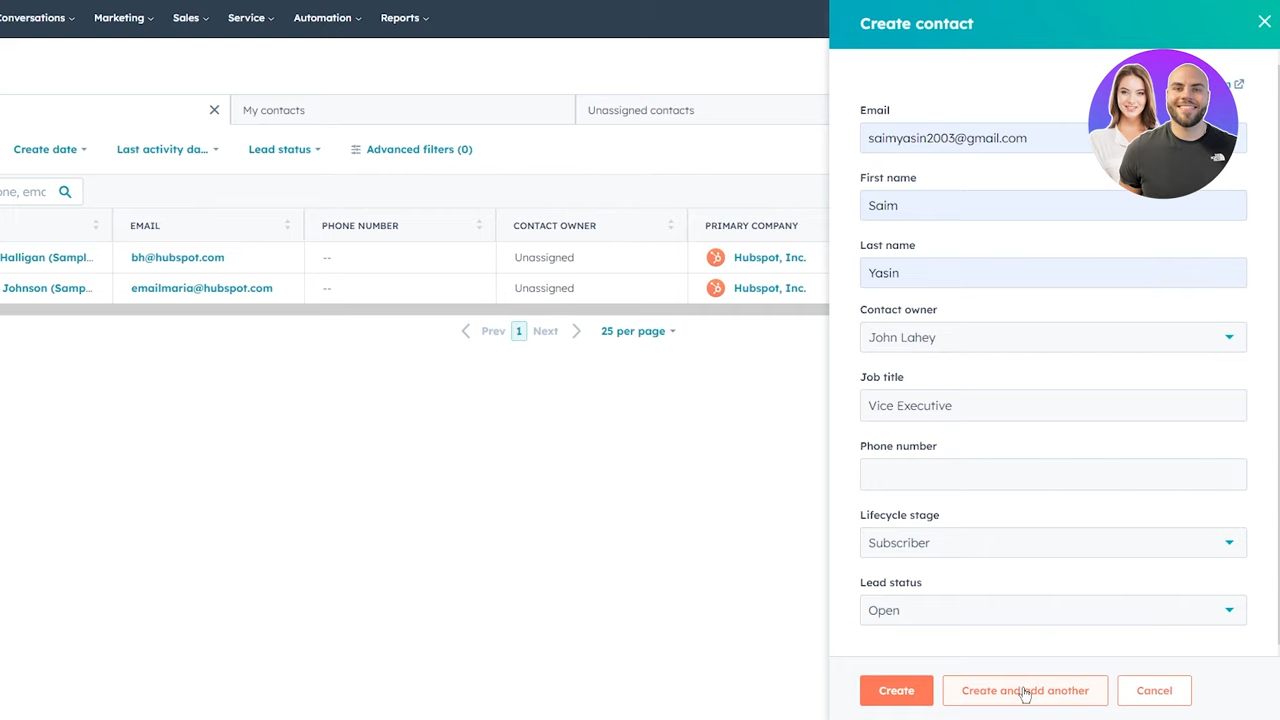 Conversations
Marketing
Sales
Service
Automation
Reports
My contacts
Unassigned contacts
Create date
Last activity da...
Lead status
Advanced filters (0)
EMAIL
PHONE NUMBER
CONTACT OWNER
PRIMARY COMPANY
Halligan (Sampl...
bh@hubspot.com
--
Unassigned
Hubspot, Inc.
Johnson (Samp...
emailmaria@hubspot.com
--
Unassigned
Hubspot, Inc.
Prev
1
Next
25 per page
Create contact
Email
saimyasin2003@gmail.com
First name
Saim
Last name
Yasin
Contact owner
John Lahey
Job title
Vice Executive
Phone number
Lifecycle stage
Subscriber
Lead status
Open
Create
Create and add another
Cancel